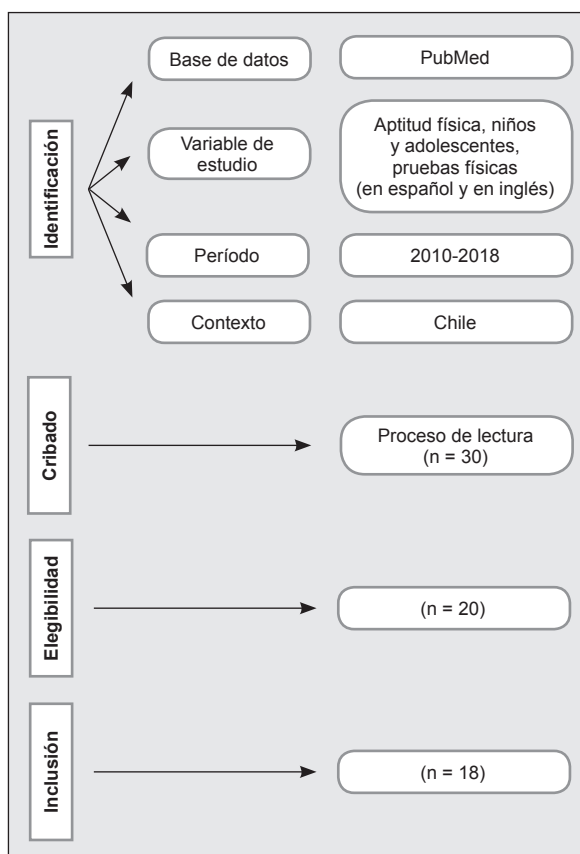 Identificación
Base de datos
PubMed
Variable de
estudio
Aptitud física, niños
y adolescentes,
pruebas físicas
(en español y en inglés)
Período
2010-2018
Contexto
Chile
Cribado
Proceso de lectura
(n = 30)
Elegibilidad
(n = 20)
Inclusión
(n = 18)